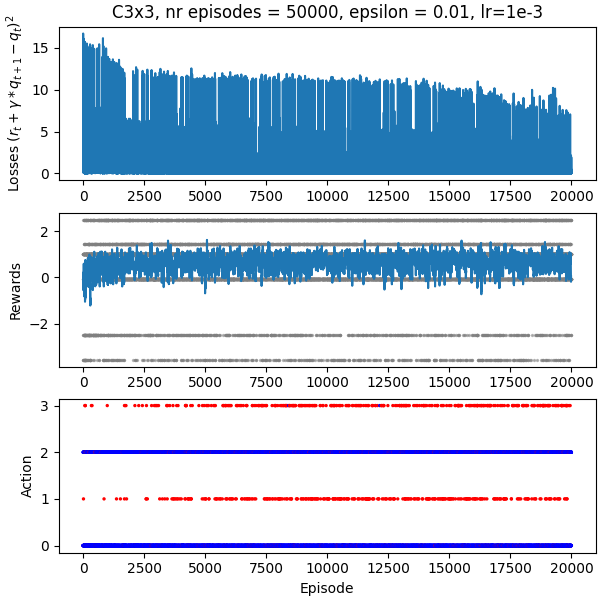 C3x3, nr episodes = 50000, epsilon = 0.01, lr=1e-3
Losses $(r_t + \gamma * q_{t+1} - q_t)^2$
15
10
5
0
0 2500 5000 7500 10000 12500 15000 17500 20000
Rewards
2
0
−2
0 2500 5000 7500 10000 12500 15000 17500 20000
Action
3
2
1
0
0 2500 5000 7500 10000 12500 15000 17500 20000
Episode